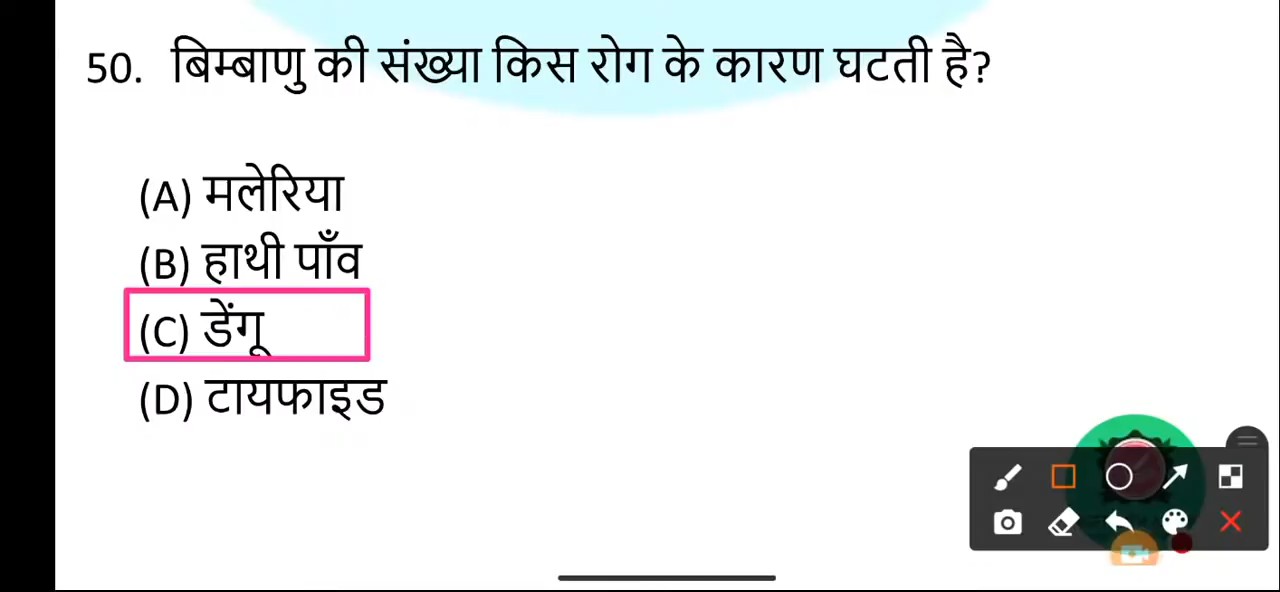 50. बिम्बाणु की संख्या किस रोग के कारण घटती है?
(A) मलेरिया
(B) हाथी पाँव
(C) डेंगू
(D) टायफाइड